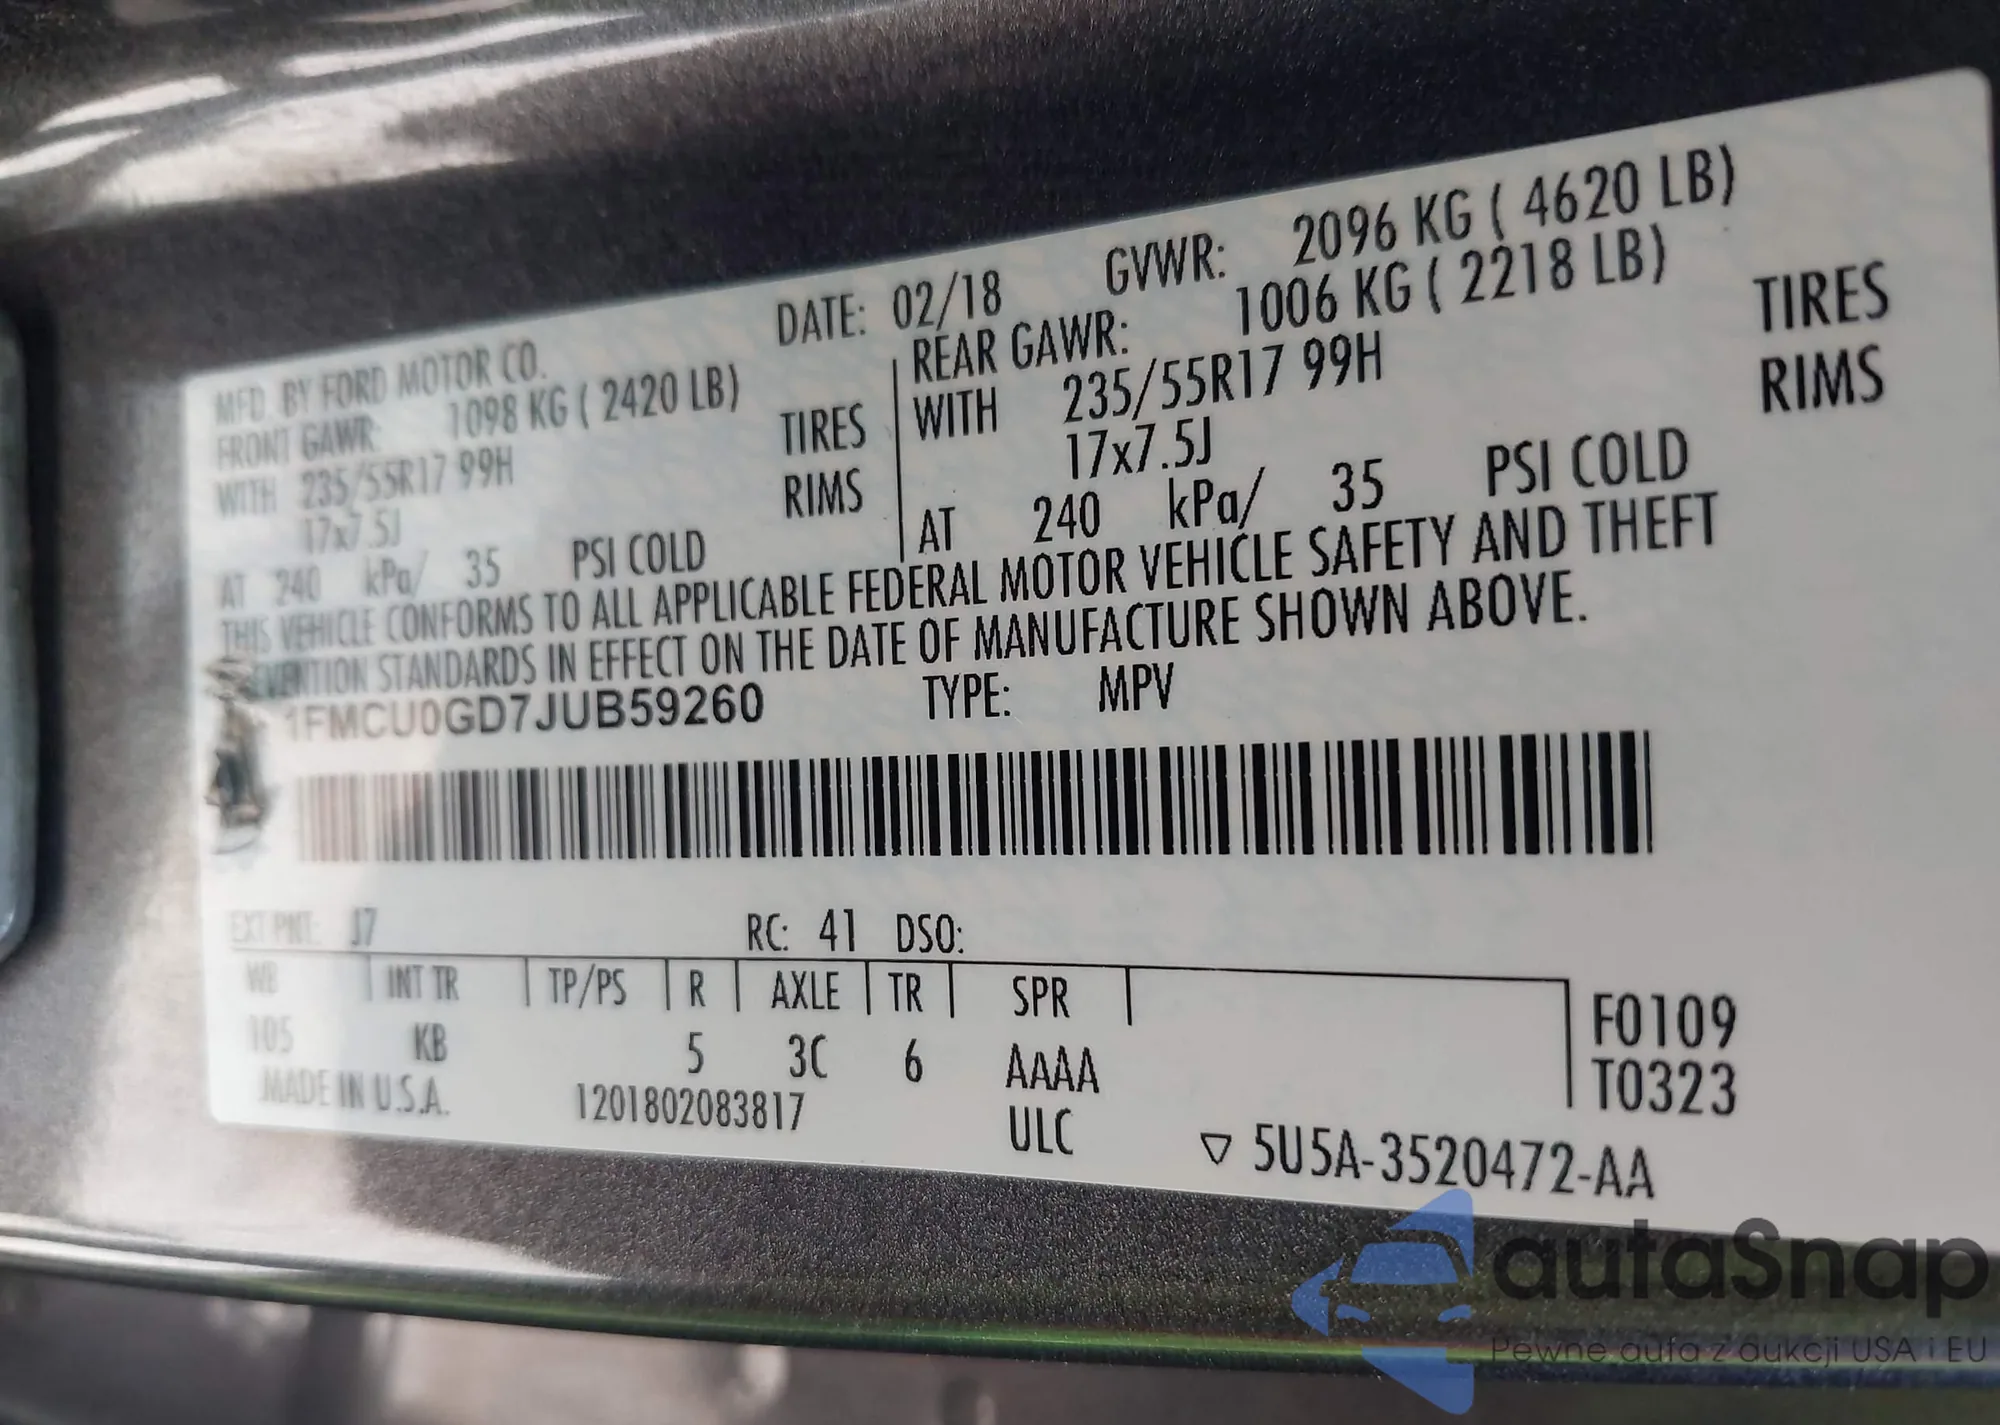 MFD. BY FORD MOTOR CO. DATE: 02/18 GVWR: 2096 KG ( 4620 LB)
FRONT GAWR: 1098 KG ( 2420 LB) REAR GAWR: 1006 KG ( 2218 LB)
WITH 235/55R17 99H TIRES WITH 235/55R17 99H TIRES
17x7.5J RIMS 17x7.5J RIMS
AT 240 kPa/ 35 PSI COLD AT 240 kPa/ 35 PSI COLD
THIS VEHICLE CONFORMS TO ALL APPLICABLE FEDERAL MOTOR VEHICLE SAFETY AND THEFT
EVENTION STANDARDS IN EFFECT ON THE DATE OF MANUFACTURE SHOWN ABOVE.
1FMCU0GD7JUB59260 TYPE: MPV
EXT PNT: J7 RC: 41 DSO:
WB INT TR TP/PS R AXLE TR SPR F0109
105 KB 5 3C 6 AAAA T0323
MADE IN U.S.A. 1201802083817 ULC ▽ 5U5A-3520472-AA
autaSnap
Pewne auta z aukcji USA i EU